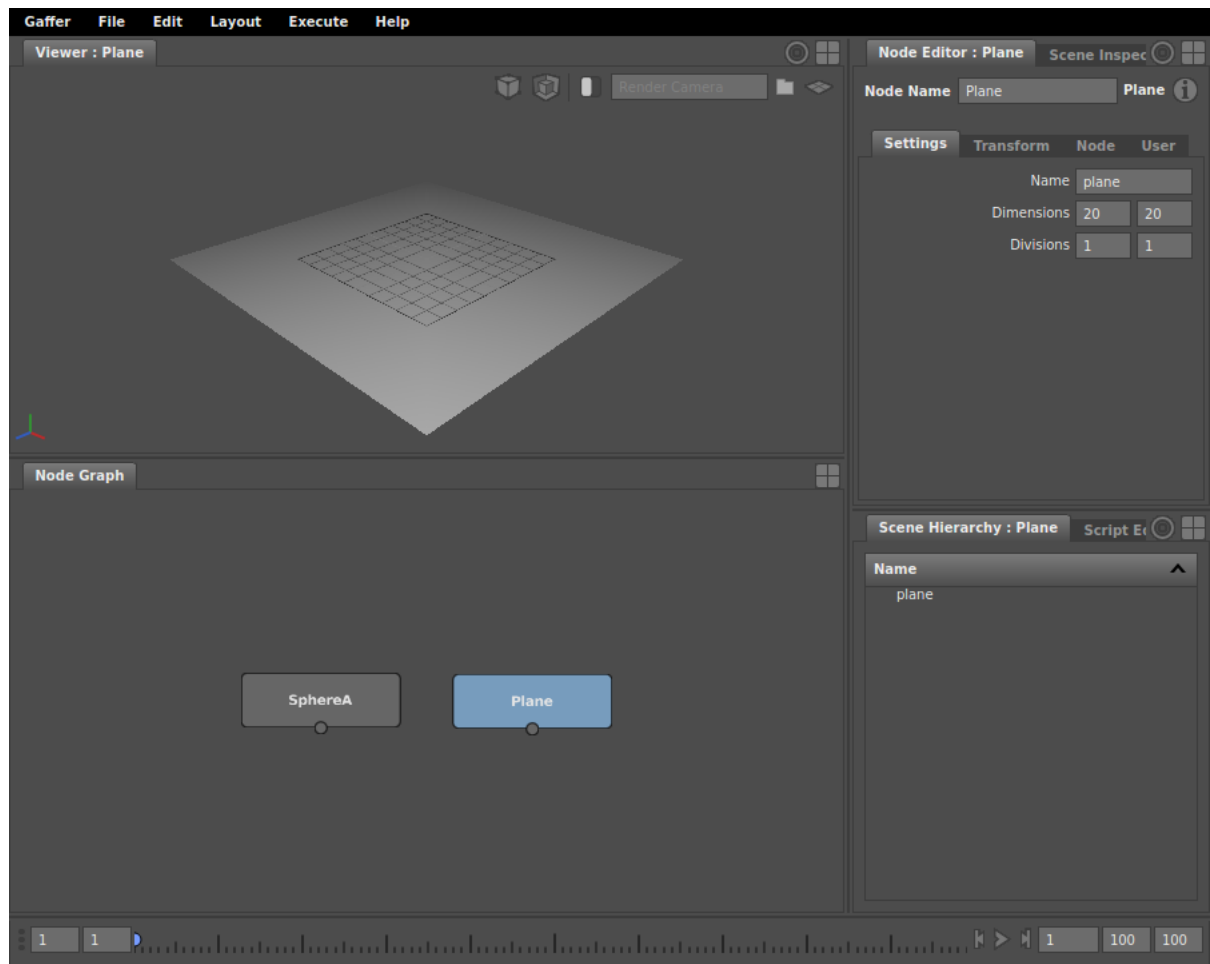 Gaffer File Edit Layout Execute Help
Viewer : Plane
Render Camera
Node Editor : Plane Scene Inspec
Node Name Plane Plane
Settings Transform Node User
Name plane
Dimensions 20 20
Divisions 1 1
Node Graph
SphereA Plane
Scene Hierarchy : Plane Script
Name
plane
1 1 1 100 100